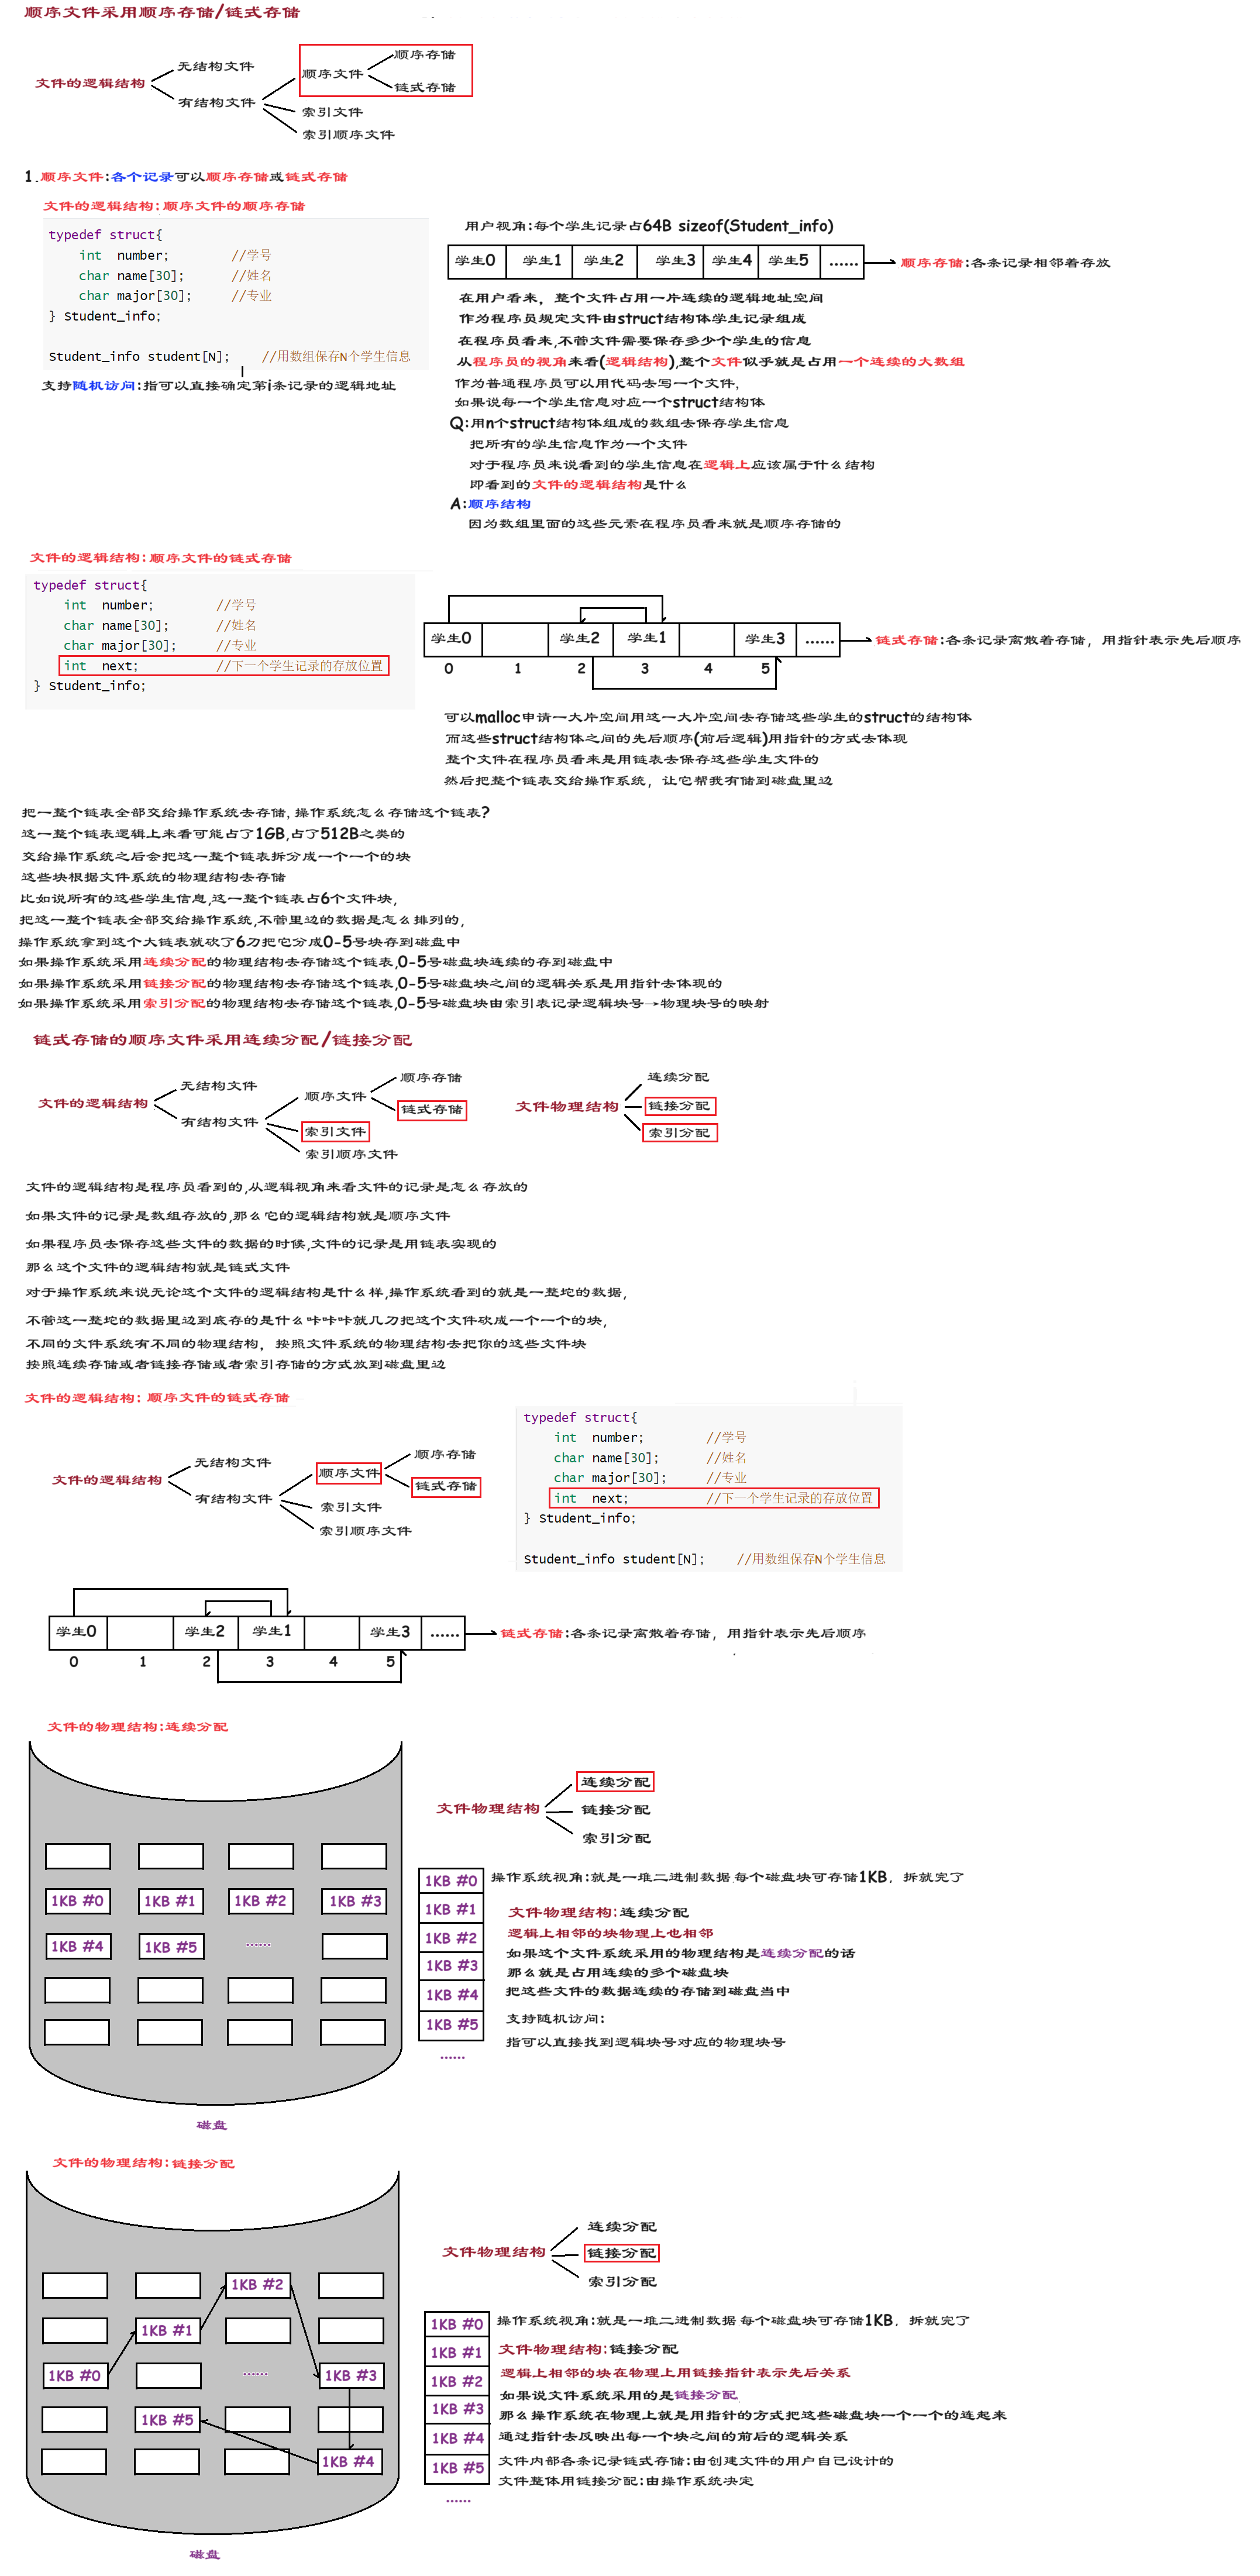 顺序文件采用顺序存储/链式存储
文件的逻辑结构
无结构文件
有结构文件
顺序文件
顺序存储
链式存储
索引文件
索引顺序文件
1.顺序文件:各个记录可以顺序存储或链式存储
文件的逻辑结构:顺序文件的顺序存储
typedef struct{
int number; //学号
char name[30]; //姓名
char major[30]; //专业
} Student_info;
Student_info student[N]; //用数组保存N个学生信息
支持随机访问:指可以直接确定第i条记录的逻辑地址
用户视角:每个学生记录占64B sizeof(Student_info)
学生0 学生1 学生2 学生3 学生4 学生5 ......
顺序存储:各条记录相邻着存放
在用户看来，整个文件占用一片连续的逻辑地址空间
作为程序员规定文件由struct结构体学生记录组成
在程序员看来,不管文件需要保存多少个学生的信息
从程序员的视角来看(逻辑结构),整个文件似乎就是占用一个连续的大数组
作为普通程序员可以用代码去写一个文件,
如果说每一个学生信息对应一个struct结构体
Q:用n个struct结构体组成的数组去保存学生信息
把所有的学生信息作为一个文件
对于程序员来说看到的学生信息在逻辑上应该属于什么结构
即看到的文件的逻辑结构是什么
A:顺序结构
因为数组里面的这些元素在程序员看来就是顺序存储的
文件的逻辑结构:顺序文件的链式存储
typedef struct{
int number; //学号
char name[30]; //姓名
char major[30]; //专业
int next; //下一个学生记录的存放位置
} Student_info;
学生0 学生2 学生1 学生3 ......
0 1 2 3 4 5
链式存储:各条记录离散着存储，用指针表示先后顺序
可以malloc申请一大片空间用这一大片空间去存储这些学生的struct的结构体
而这些struct结构体之间的先后顺序(前后逻辑)用指针的方式去体现
整个文件在程序员看来是用链表去保存这些学生文件的
然后把整个链表交给操作系统，让它帮我有储到磁盘里边
把一整个链表全部交给操作系统去存储,操作系统怎么存储这个链表?
这一整个链表逻辑上来看可能占了1GB,占了512B之类的
交给操作系统之后会把这一整个链表拆分成一个一个的块
这些块根据文件系统的物理结构去存储
比如说所有的这些学生信息,这一整个链表占6个文件块,
把这一整个链表全部交给操作系统,不管里边的数据是怎么排列的,
操作系统拿到这个大链表就砍了6刀把它分成0-5号块存到磁盘中
如果操作系统采用连续分配的物理结构去存储这个链表,0-5号磁盘块连续的存到磁盘中
如果操作系统采用链接分配的物理结构去存储这个链表,0-5号磁盘块之间的逻辑关系是用指针去体现的
如果操作系统采用索引分配的物理结构去存储这个链表,0-5号磁盘块由索引表记录逻辑块号→物理块号的映射
链式存储的顺序文件采用连续分配/链接分配
文件的逻辑结构
无结构文件
有结构文件
顺序文件
顺序存储
链式存储
索引文件
索引顺序文件
文件物理结构
连续分配
链接分配
索引分配
文件的逻辑结构是程序员看到的,从逻辑视角来看文件的记录是怎么存放的
如果文件的记录是数组存放的,那么它的逻辑结构就是顺序文件
如果程序员去保存这些文件的数据的时候,文件的记录是用链表实现的
那么这个文件的逻辑结构就是链式文件
对于操作系统来说无论这个文件的逻辑结构是什么样,操作系统看到的就是一整坨的数据,
不管这一整坨的数据里边到底存的是什么咔咔咔就几刀把这个文件砍成一个一个的块,
不同的文件系统有不同的物理结构，按照文件系统的物理结构去把你的这些文件块
按照连续存储或者链接存储或者索引存储的方式放到磁盘里边
文件的逻辑结构:顺序文件的链式存储
文件的逻辑结构
无结构文件
有结构文件
顺序文件
顺序存储
链式存储
索引文件
索引顺序文件
typedef struct{
int number; //学号
char name[30]; //姓名
char major[30]; //专业
int next; //下一个学生记录的存放位置
} Student_info;
Student_info student[N]; //用数组保存N个学生信息
学生0 学生2 学生1 学生3 ......
0 1 2 3 4 5
链式存储:各条记录离散着存储，用指针表示先后顺序
文件的物理结构:连续分配
1KB #0 1KB #1 1KB #2 1KB #3
1KB #4 1KB #5 ......
磁盘
文件物理结构
连续分配
链接分配
索引分配
1KB #0
1KB #1
1KB #2
1KB #3
1KB #4
1KB #5
......
操作系统视角:就是一堆二进制数据,每个磁盘块可存储1KB，拆就完了
文件物理结构:连续分配
逻辑上相邻的块物理上也相邻
如果这个文件系统采用的物理结构是连续分配的话
那么就是占用连续的多个磁盘块
把这些文件的数据连续的存储到磁盘当中
支持随机访问:
指可以直接找到逻辑块号对应的物理块号
文件的物理结构:链接分配
1KB #2
1KB #1
1KB #0 ...... 1KB #3
1KB #5
1KB #4
磁盘
文件物理结构
连续分配
链接分配
索引分配
1KB #0
1KB #1
1KB #2
1KB #3
1KB #4
1KB #5
......
操作系统视角:就是一堆二进制数据,每个磁盘块可存储1KB，拆就完了
文件物理结构:链接分配
逻辑上相邻的块在物理上用链接指针表示先后关系
如果说文件系统采用的是链接分配
那么操作系统在物理上就是用指针的方式把这些磁盘块一个一个的连起来
通过指针去反映出每一个块之间的前后的逻辑关系
文件内部各条记录链式存储:由创建文件的用户自己设计的
文件整体用链接分配:由操作系统决定